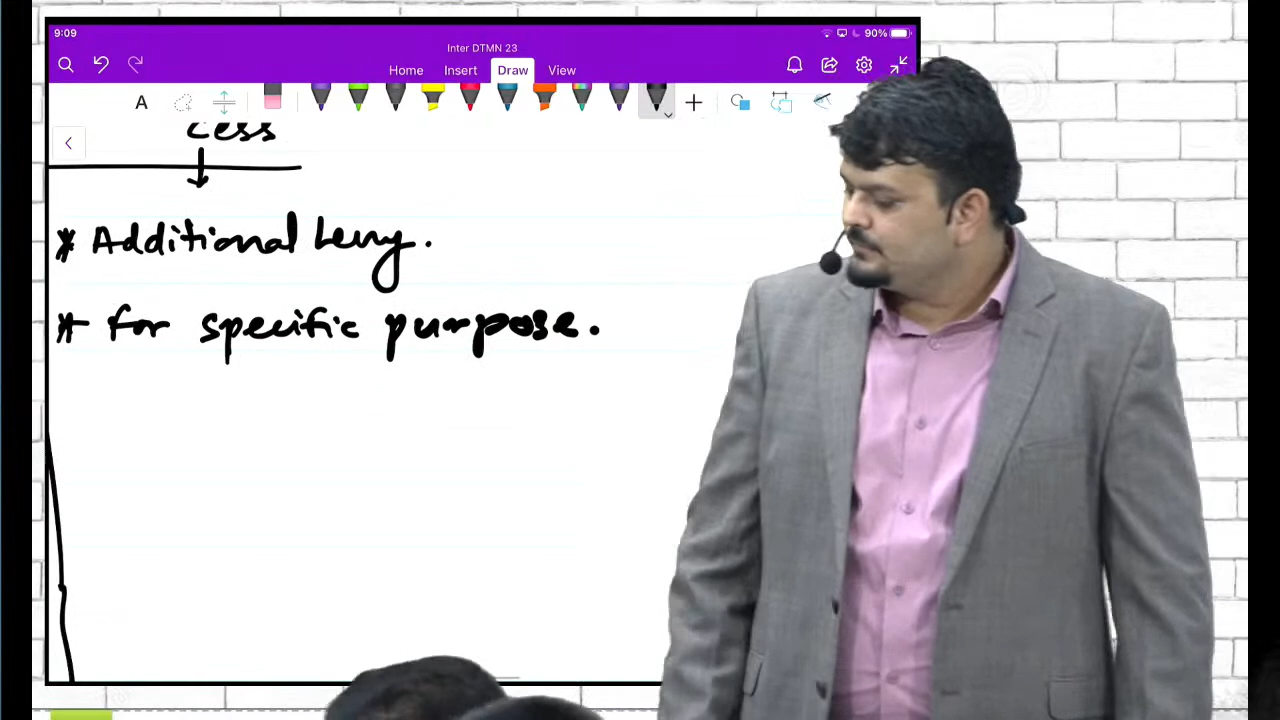 9:09
90%
Inter DTMN 23
Home Insert Draw View
A
Cess
* Additional Levy.
* for specific purpose.